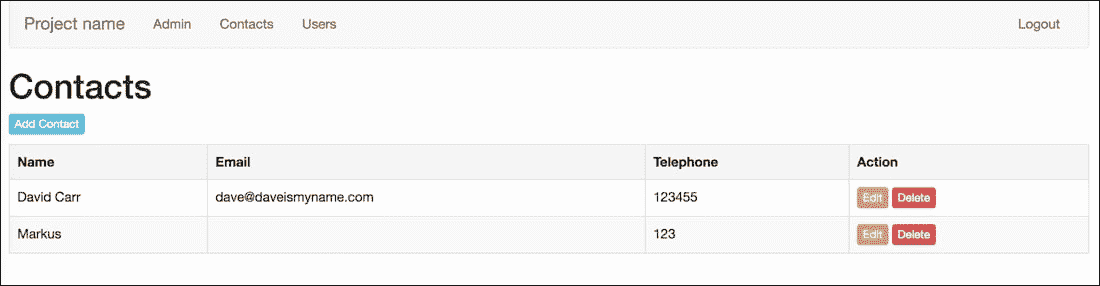 Project name Admin Contacts Users Logout
Contacts
Add Contact
Name Email Telephone Action
David Carr dave@daveismyname.com 123455 Edit Delete
Markus 123 Edit Delete